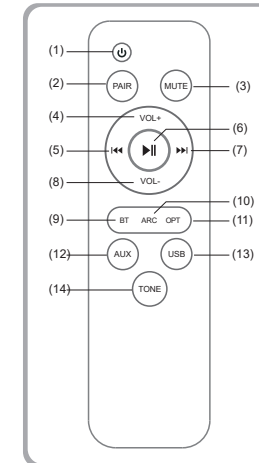 (1)
(2) PAIR MUTE (3)
(4) VOL+
(6)
(5) (7)
(8) VOL-
(10)
(9) BT ARC OPT (11)
(12) AUX USB (13)
(14) TONE